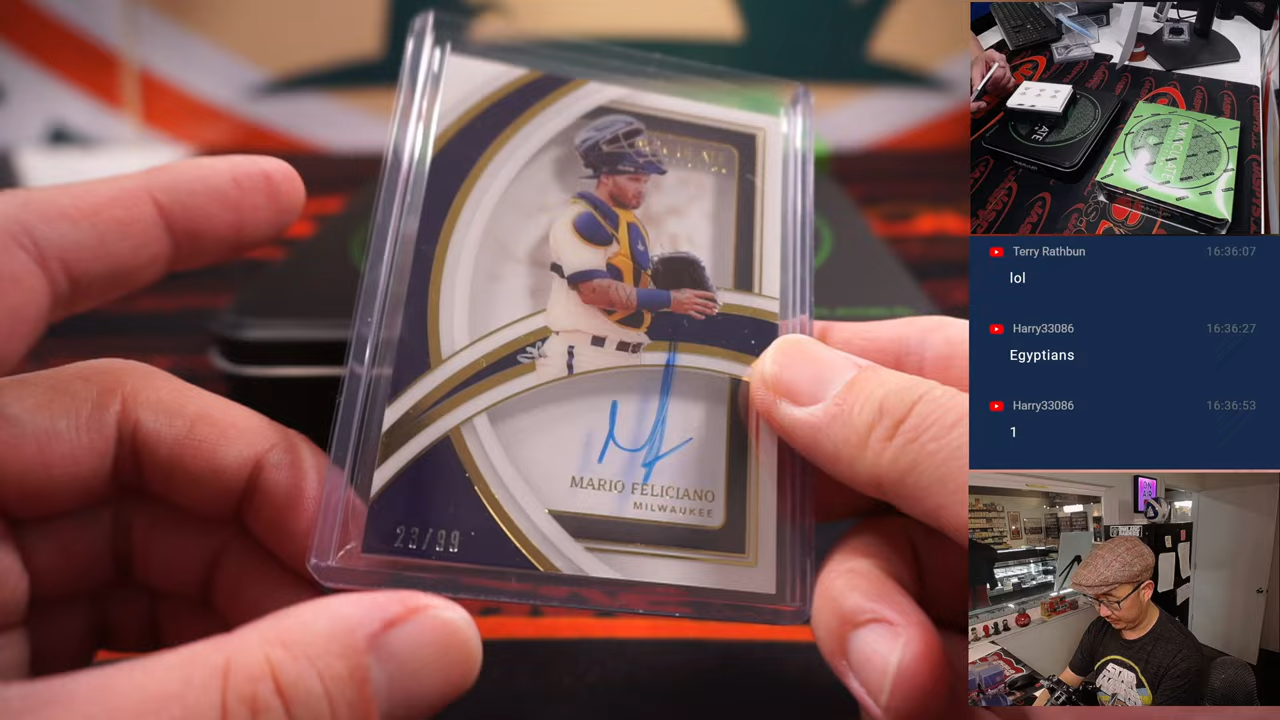 MARIO FELICIANO
MILWAUKEE
23/99
Terry Rathbun 16:36:07
lol
Harry33086 16:36:27
Egyptians
Harry33086 16:36:53
1